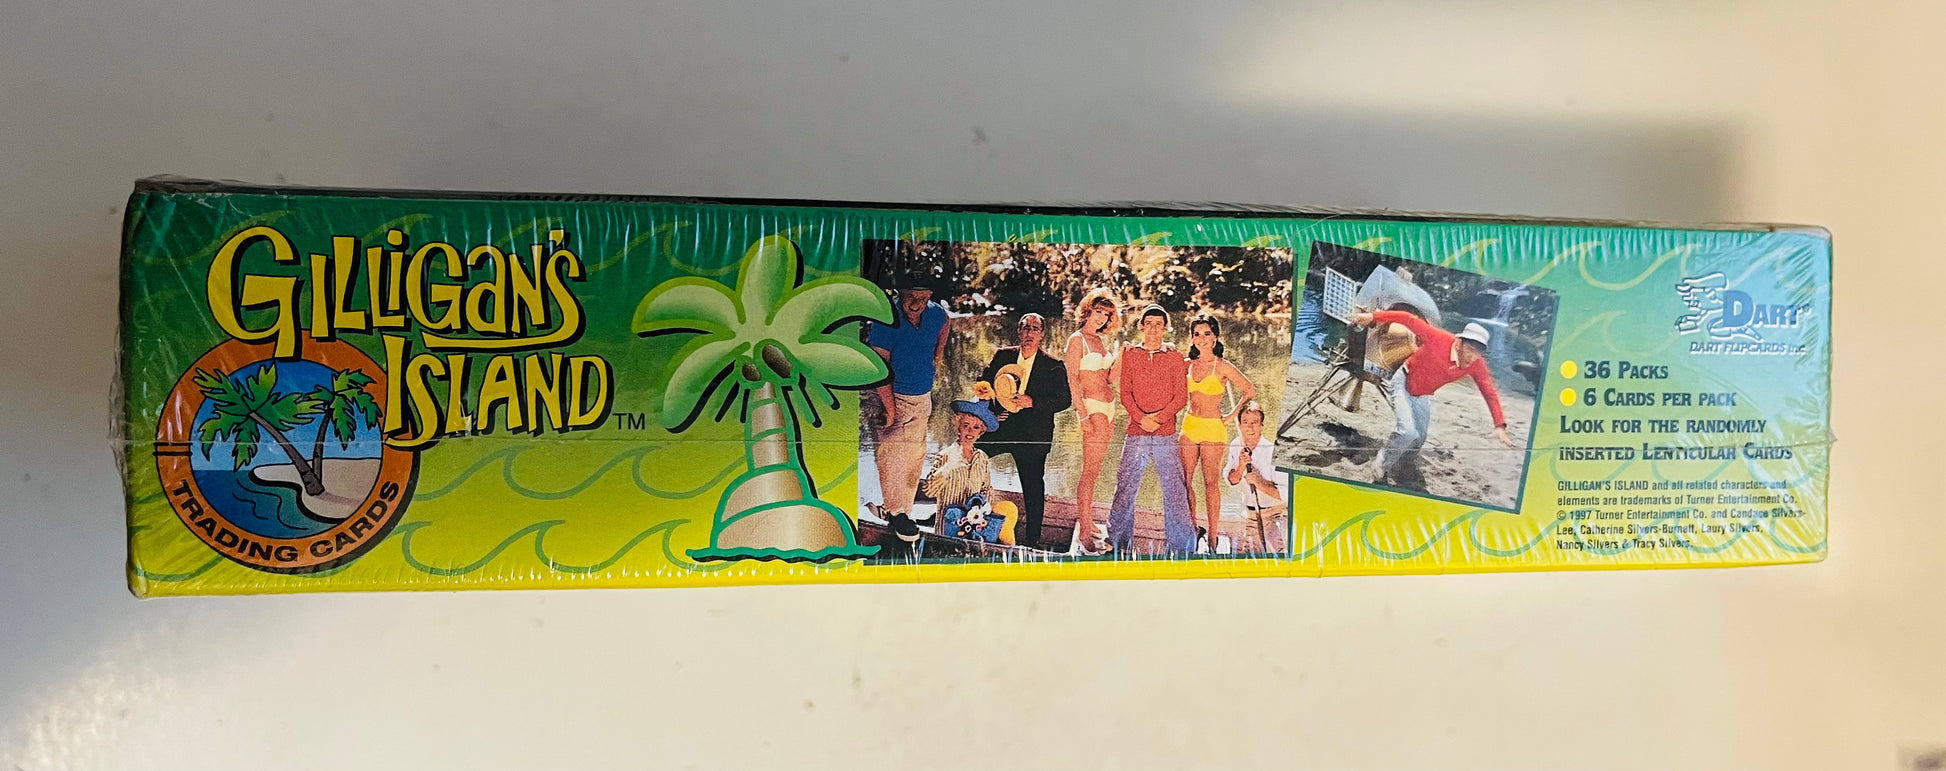 GILLIGAN'S
ISLAND TM
TRADING CARDS
DART®
DART FLIPCARDS INC.
36 PACKS
6 CARDS PER PACK
LOOK FOR THE RANDOMLY
INSERTED LENTICULAR CARDS
GILLIGAN'S ISLAND and all related characters and
elements are trademarks of Turner Entertainment Co.
© 1997 Turner Entertainment Co. and Candace Silvers-
Lee, Catherine Silvers-Burnett, Laury Silvers,
Nancy Silvers & Tracy Silvers.